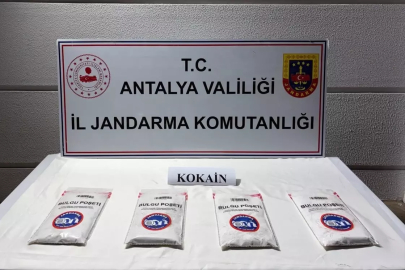 T.C.
ANTALYA VALİLİĞİ
İL JANDARMA KOMUTANLIĞI
KOKAİN
BULGU POŞETİ
BULGU POŞETİ
BULGU POŞETİ
BULGU POŞETİ